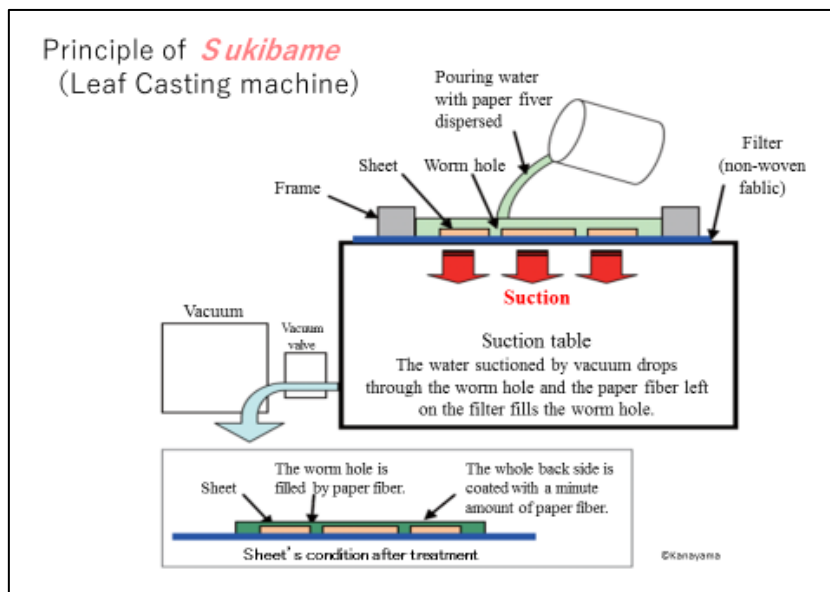 Principle of Sukibame
(Leaf Casting machine)
Pouring water
with paper fiver
dispersed
Filter
(non-woven
fablic)
Sheet
Worm hole
Frame
Suction
Vacuum
Vacuum
valve
Suction table
The water suctioned by vacuum drops
through the worm hole and the paper fiber left
on the filter fills the worm hole.
The worm hole is
filled by paper fiber.
Sheet
The whole back side is
coated with a minute
amount of paper fiber.
Sheet's condition after treatment
©Kanayama